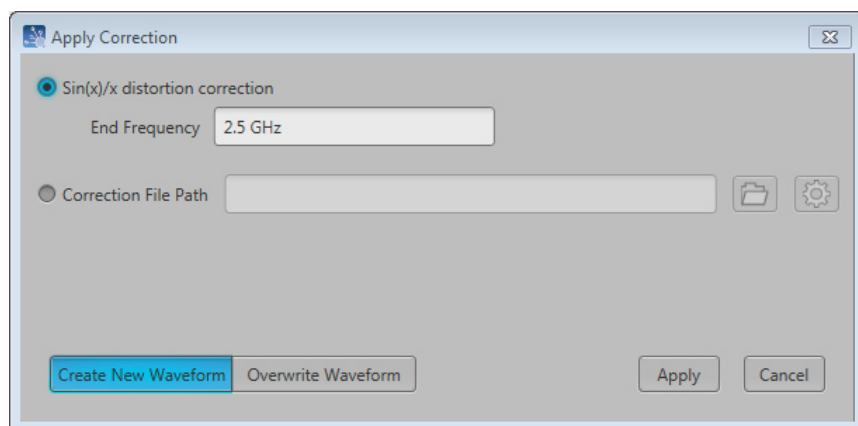 Apply Correction
Sin(x)/x distortion correction
End Frequency 2.5 GHz
Correction File Path
Create New Waveform Overwrite Waveform Apply Cancel